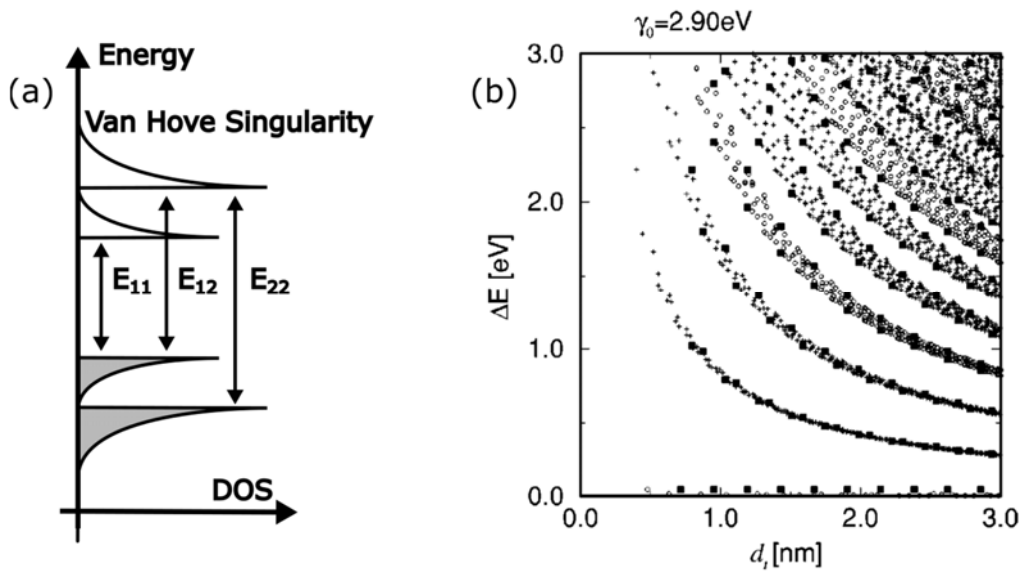 (a)
Energy
Van Hove Singularity
E₁₁
E₁₂
E₂₂
DOS
(b)
γ₀=2.90eV
ΔE [eV]
3.0
2.0
1.0
0.0
0.0 1.0 2.0 3.0
dₜ[nm]